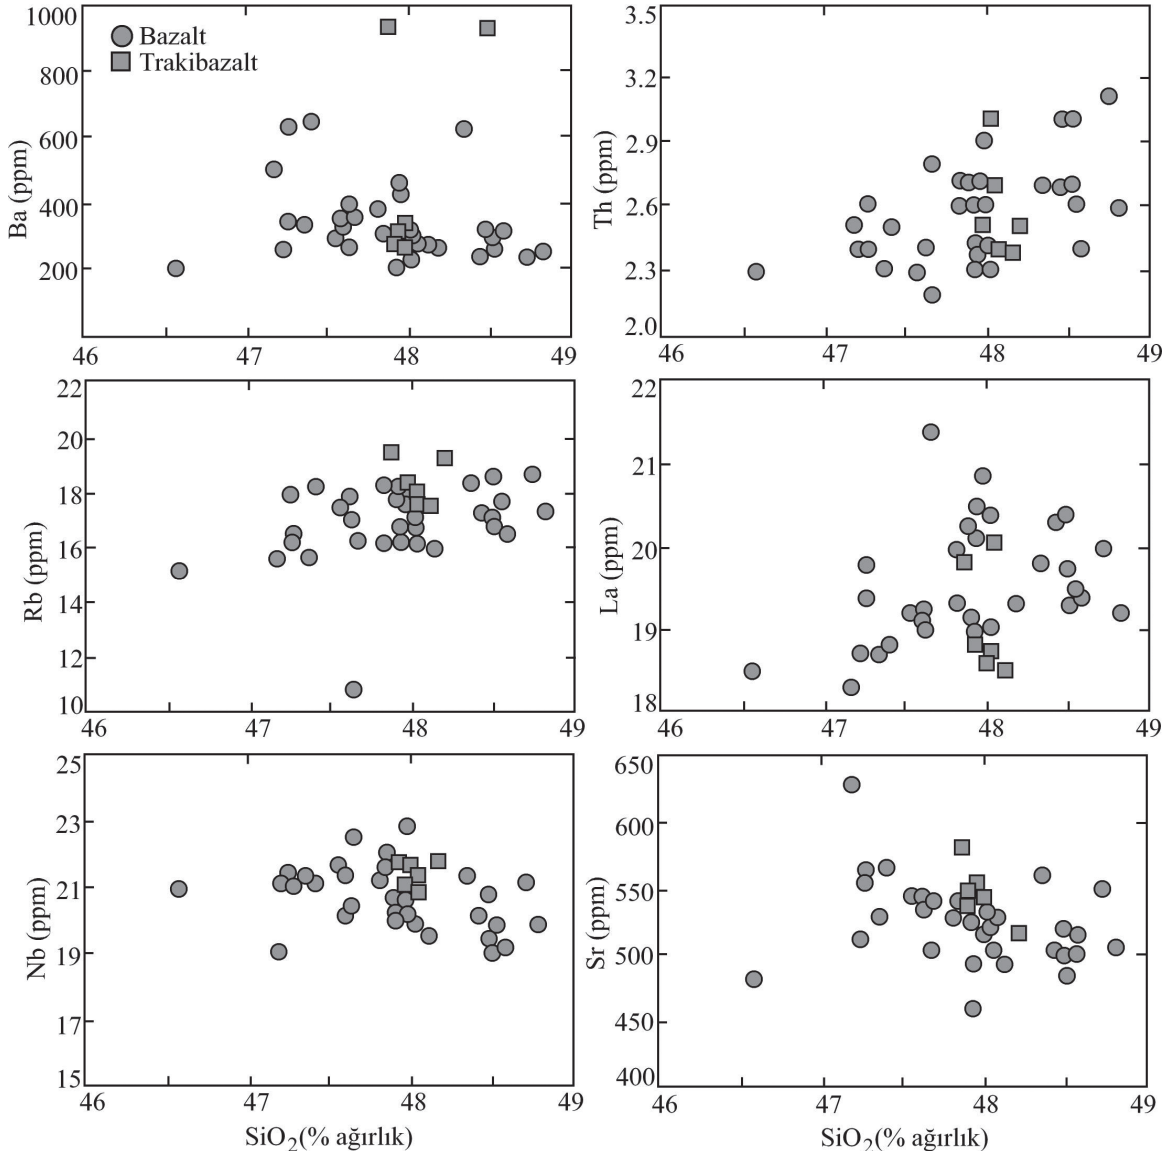 1000
800
600
400
200
Ba (ppm)
Bazalt
Trakibazalt
46 47 48 49
3.5
3.2
2.9
2.6
2.3
2.0
Th (ppm)
46 47 48 49
22
20
18
16
14
12
10
Rb (ppm)
46 47 48 49
22
21
20
19
18
La (ppm)
46 47 48 49
25
23
21
19
17
15
Nb (ppm)
46 47 48 49
SiO₂(% ağırlık)
650
600
550
500
450
400
Sr (ppm)
46 47 48 49
SiO₂(% ağırlık)